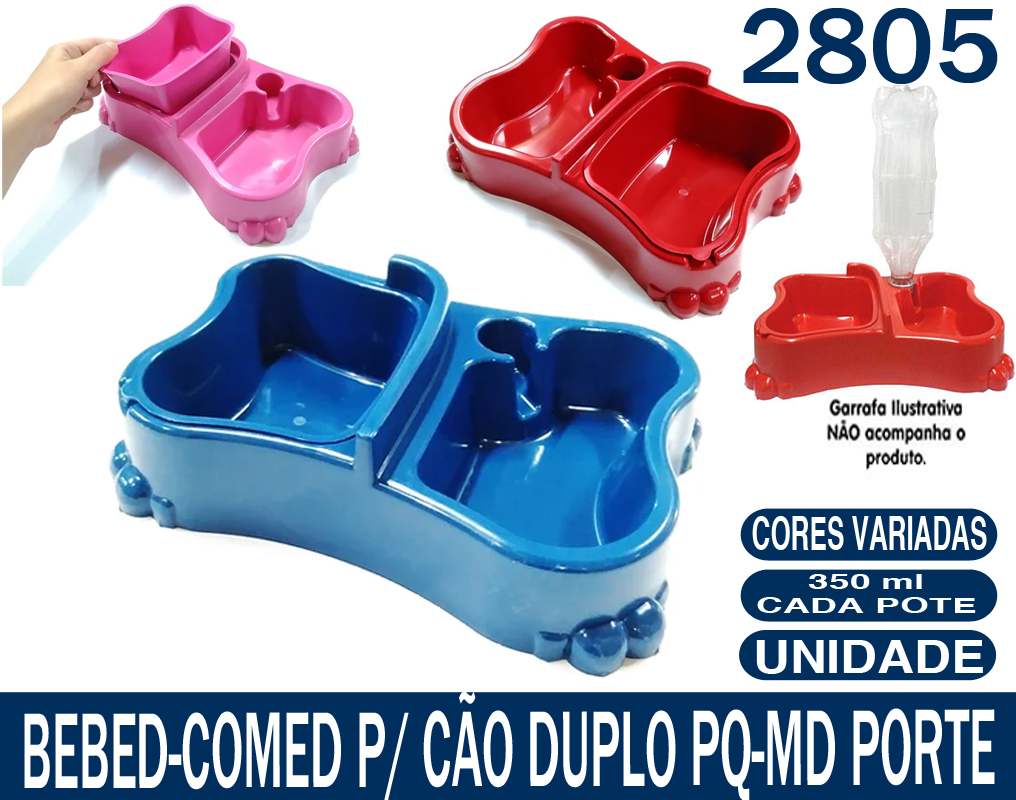 2805
Garrafa Ilustrativa
NÃO acompanha o
produto.
CORES VARIADAS
350 ml
CADA POTE
UNIDADE
BEBED-COMED P/ CÃO DUPLO PQ-MD PORTE